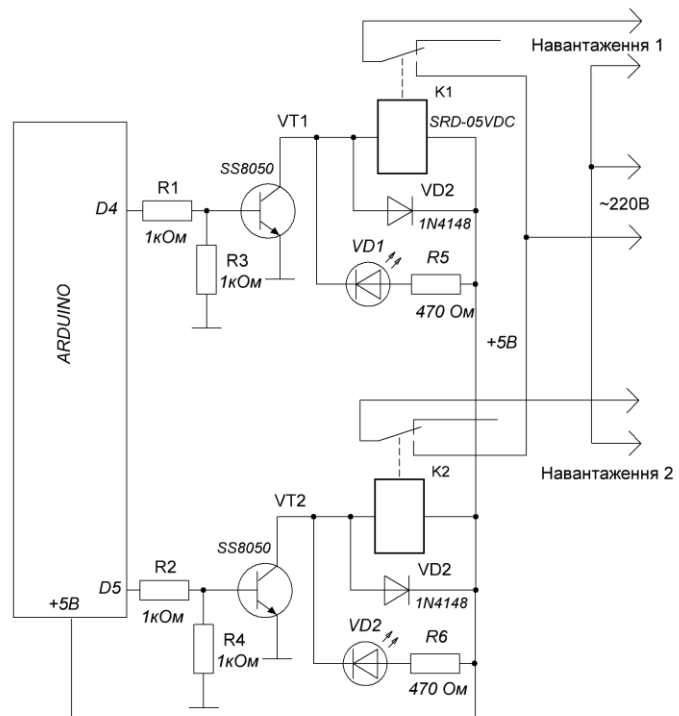 Навантаження 1
K1
SRD-05VDC
VT1
SS8050
R1
D4
1кОм
R3
1кОм
VD2
1N4148
~220В
VD1
R5
470 Ом
+5В
ARDUINO
K2
Навантаження 2
VT2
SS8050
R2
D5
+5В
1кОм
R4
1кОм
VD2
1N4148
VD2
R6
470 Ом